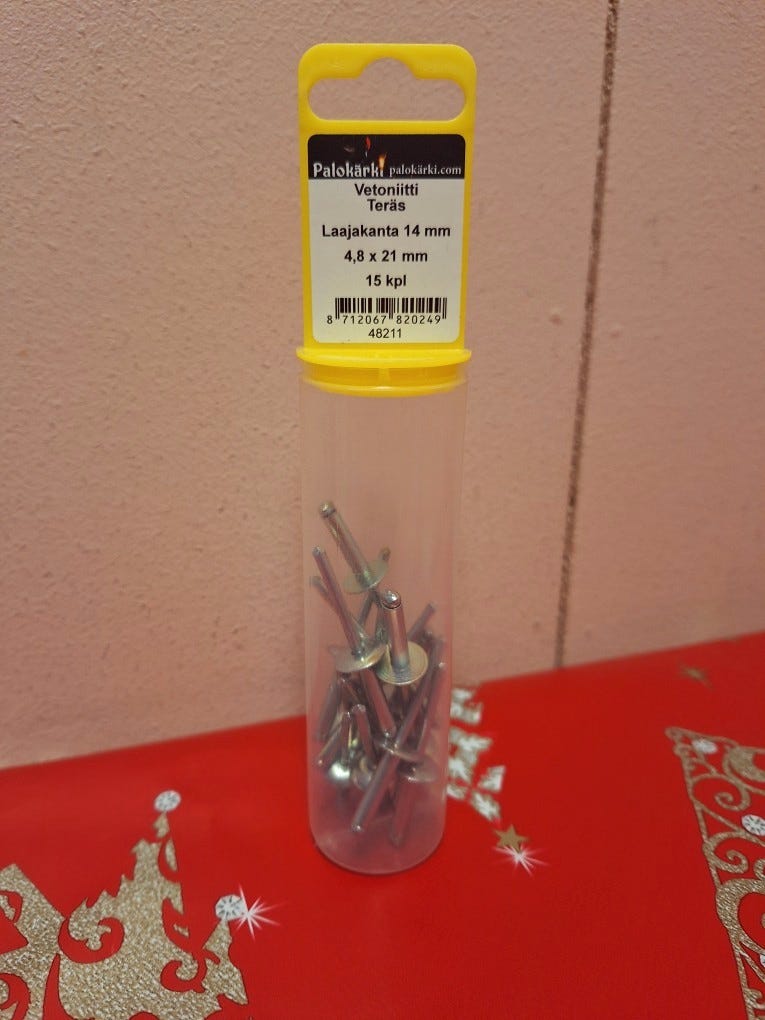 Palokärki palokärki.com
Vetoniitti
Teräs
Laajakanta 14 mm
4,8 x 21 mm
15 kpl
8 712067 820249
48211